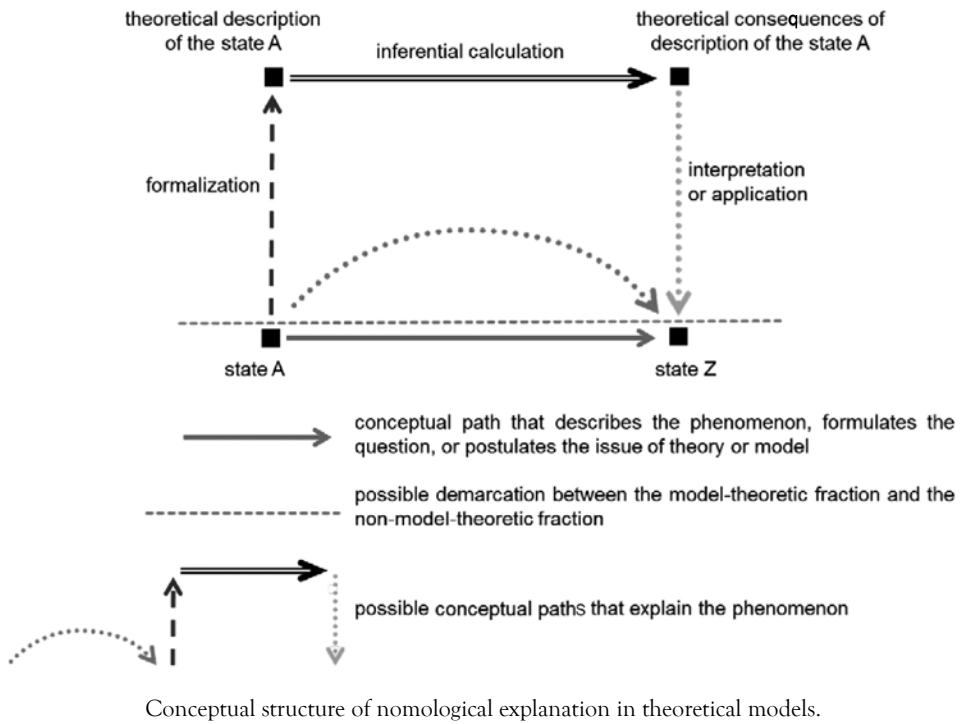 theoretical description
of the state A
theoretical consequences of
description of the state A
inferential calculation
formalization
interpretation
or application
state A
state Z
conceptual path that describes the phenomenon, formulates the
question, or postulates the issue of theory or model
possible demarcation between the model-theoretic fraction and the
non-model-theoretic fraction
possible conceptual paths that explain the phenomenon
Conceptual structure of nomological explanation in theoretical models.